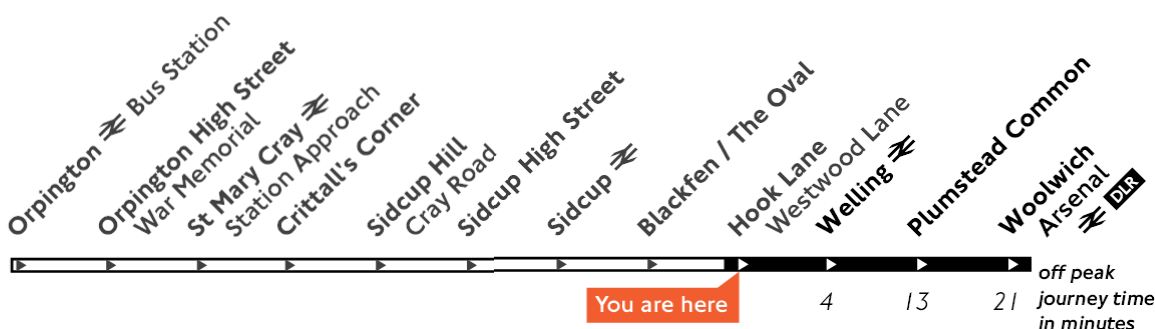 Orpington Bus Station
Orpington High Street
War Memorial
St Mary Cray
Station Approach
Crittall's Corner
Sidcup Hill
Cray Road
Sidcup High Street
Sidcup
Blackfen / The Oval
Hook Lane
Westwood Lane
Welling
Plumstead Common
Woolwich
Arsenal
DLR
You are here
4
13
21
off peak
journey time
in minutes